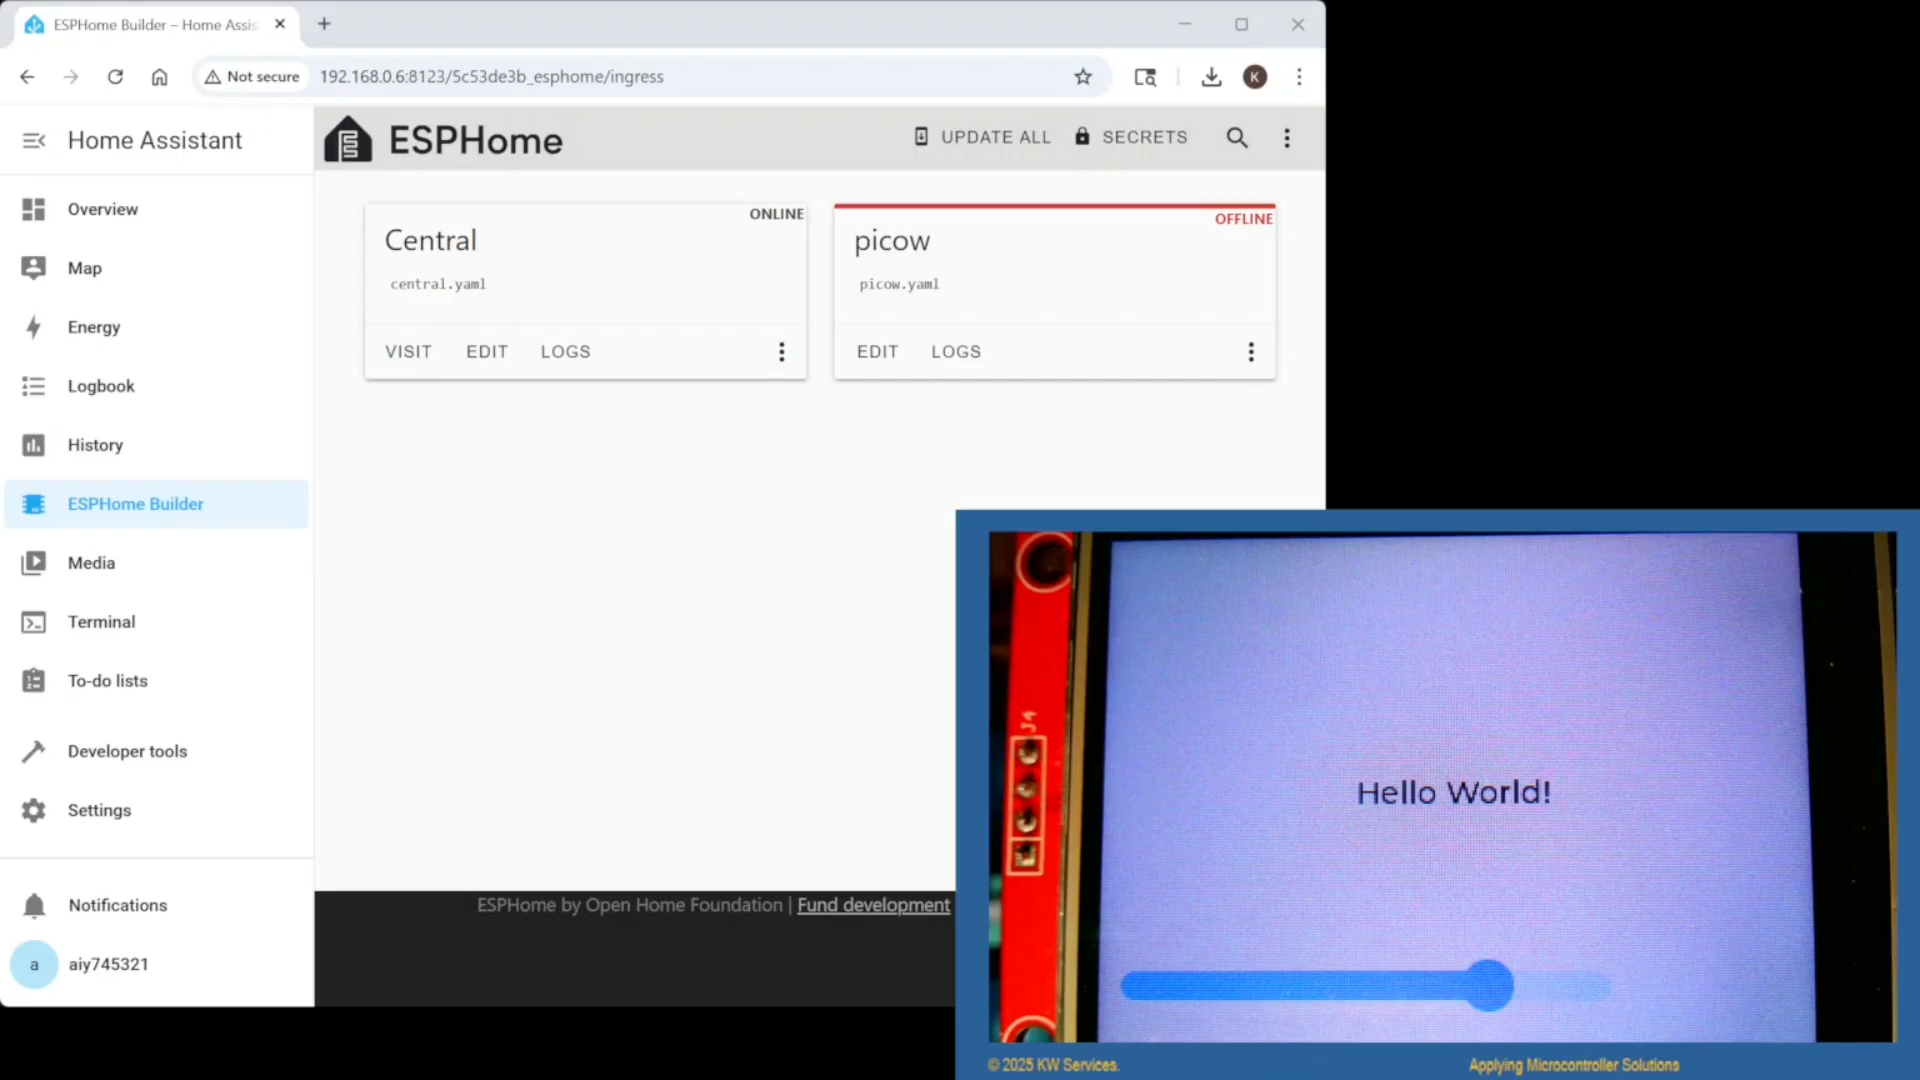 ESPHome Builder – Home Assis
Not secure
192.168.0.6:8123/5c53de3b_esphome/ingress
K
Home Assistant
ESPHome
UPDATE ALL
SECRETS
Overview
Map
Energy
Logbook
History
ESPHome Builder
Media
Terminal
To-do lists
Developer tools
Settings
Notifications
a
aiy745321
ONLINE
Central
central.yaml
VISIT
EDIT
LOGS
OFFLINE
picow
picow.yaml
EDIT
LOGS
ESPHome by Open Home Foundation | Fund development
J4
Hello World!
© 2025 KW Services.
Applying Microcontroller Solutions